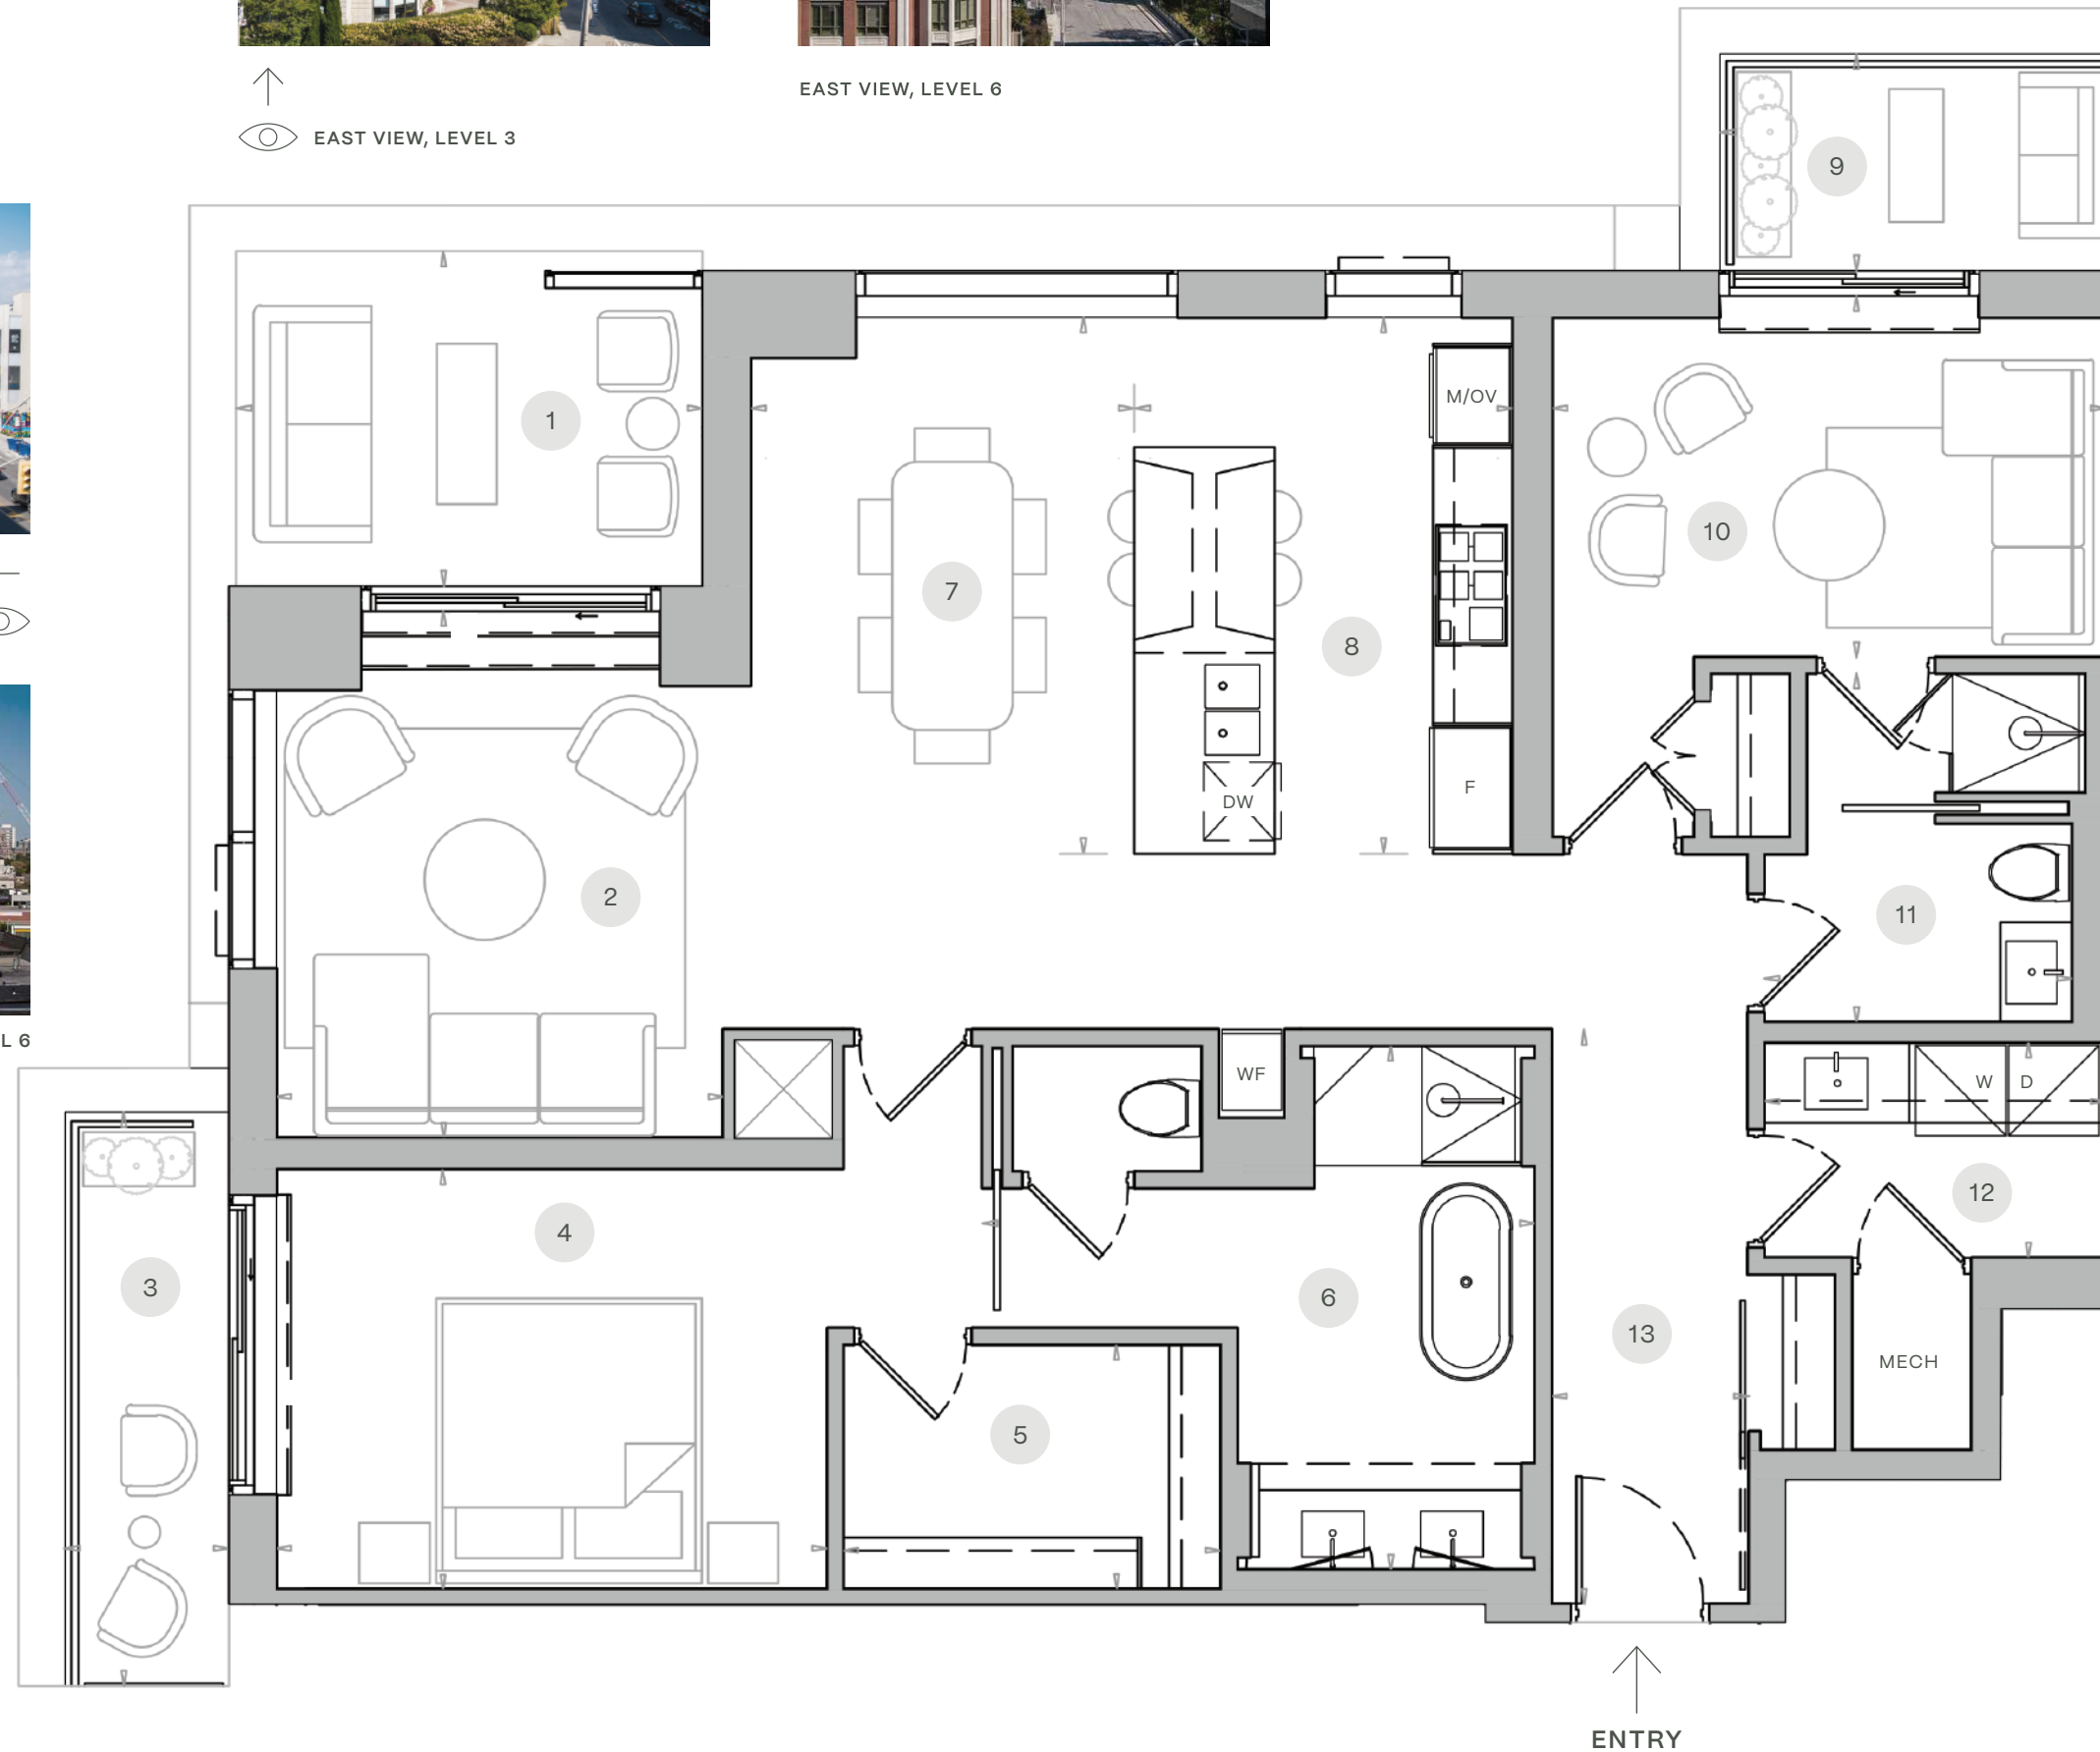 EAST VIEW, LEVEL 6
EAST VIEW, LEVEL 3
9
1
M/OV
10
7
8
F
DW
2
11
L 6
WF
W D
12
4
3
6
13
MECH
5
ENTRY